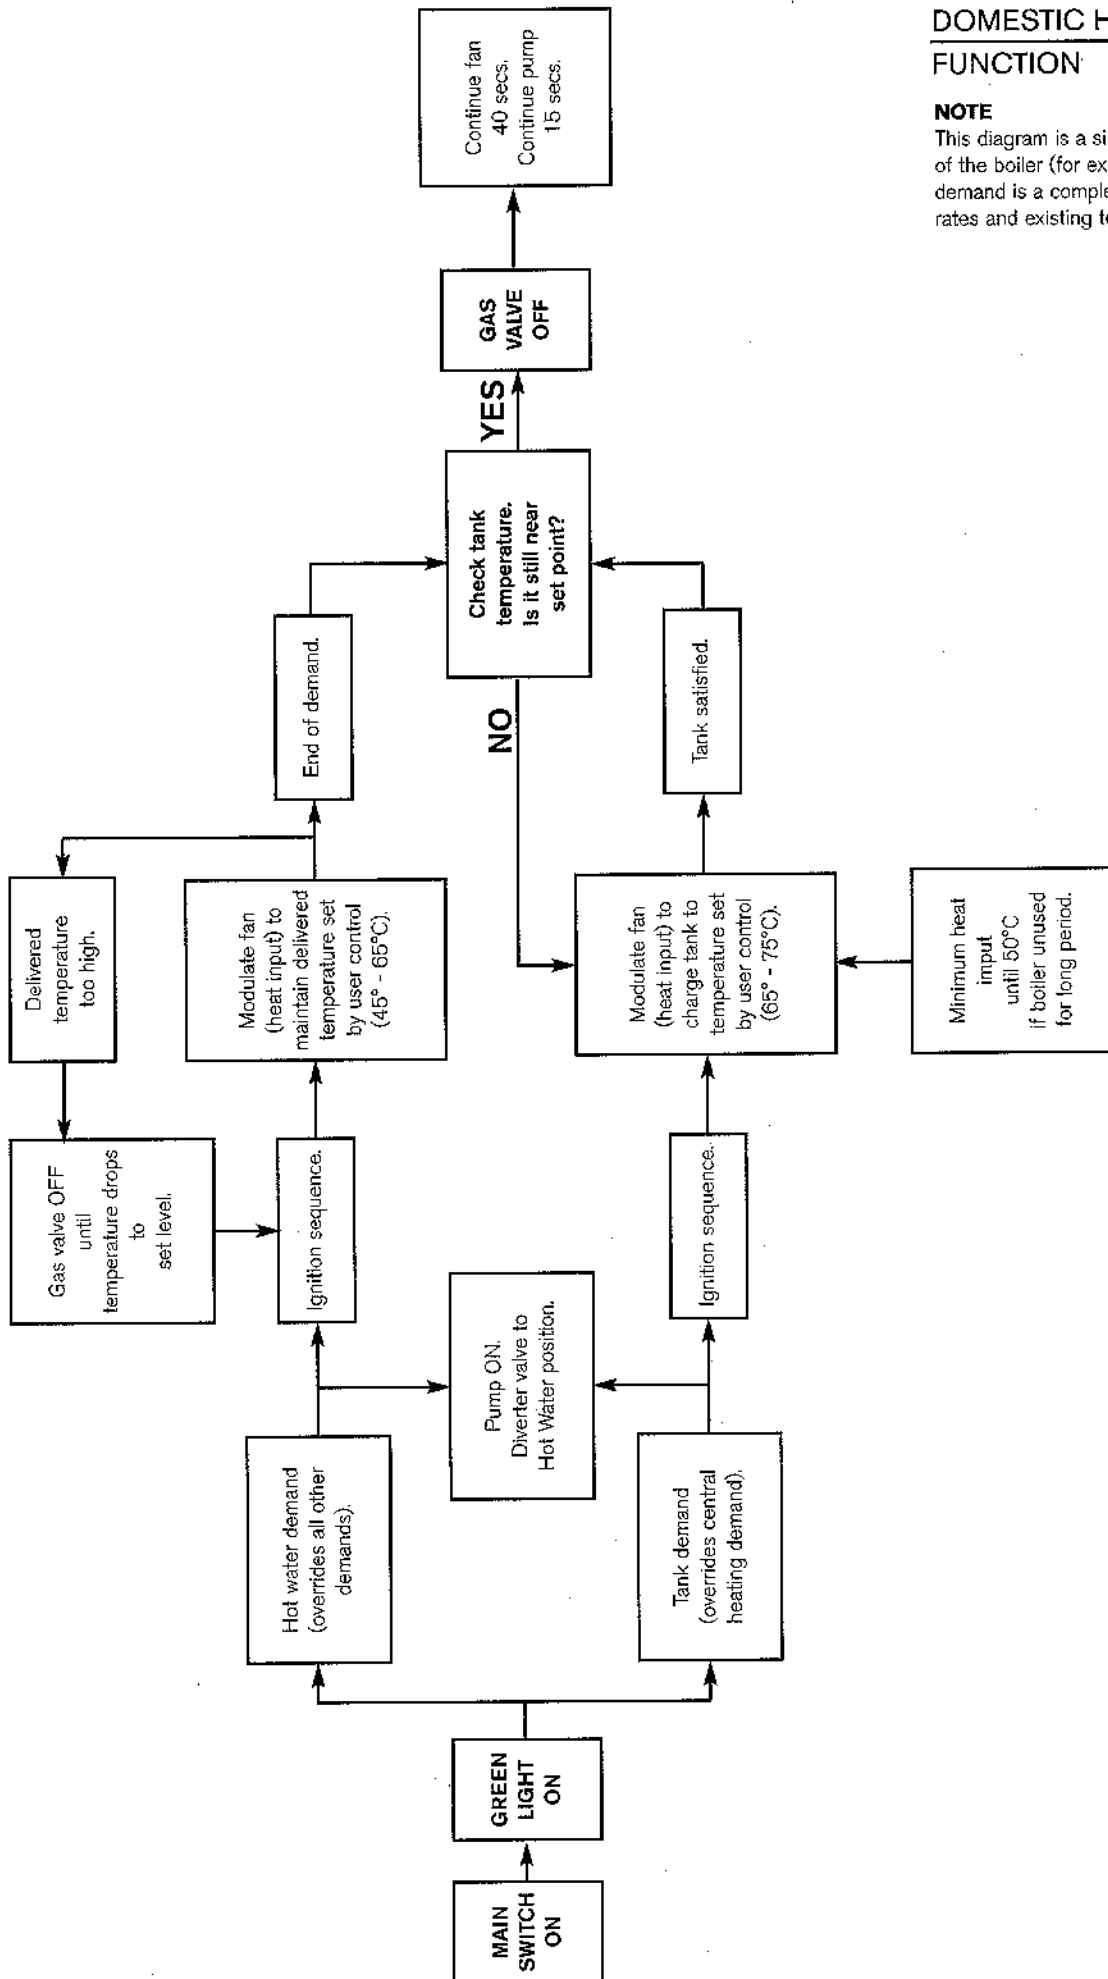 DOMESTIC H
FUNCTION
NOTE
This diagram is a si
of the boiler (for ex
demand is a comple
rates and existing te
MAIN
SWITCH
ON
GREEN
LIGHT
ON
Hot water demand
(overrides all other
demands).
Tank demand
(overrides central
heating demand).
Pump ON.
Diverter valve to
Hot Water position.
Gas valve OFF
until
temperature drops
to
set level.
Ignition sequence.
Ignition sequence.
Delivered
temperature
too high.
Modulate fan
(heat input) to
maintain delivered
temperature set
by user control
(45° - 65°C).
Modulate fan
(heat input) to
charge tank to
temperature set
by user control
(65° - 75°C).
Minimum heat
imput
until 50°C
if boiler unused
for long period.
End of demand.
Tank satisfied.
NO
Check tank
temperature.
Is it still near
set point?
YES
GAS
VALVE
OFF
Continue fan
40 secs.
Continue pump
15 secs.